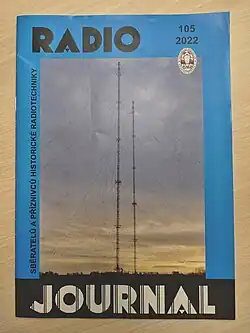 RADIO
105
2022
SBĚRATELŮ A PŘÍZNIVCŮ HISTORICKÉ RADIOTECHNIKY
JOURNAL